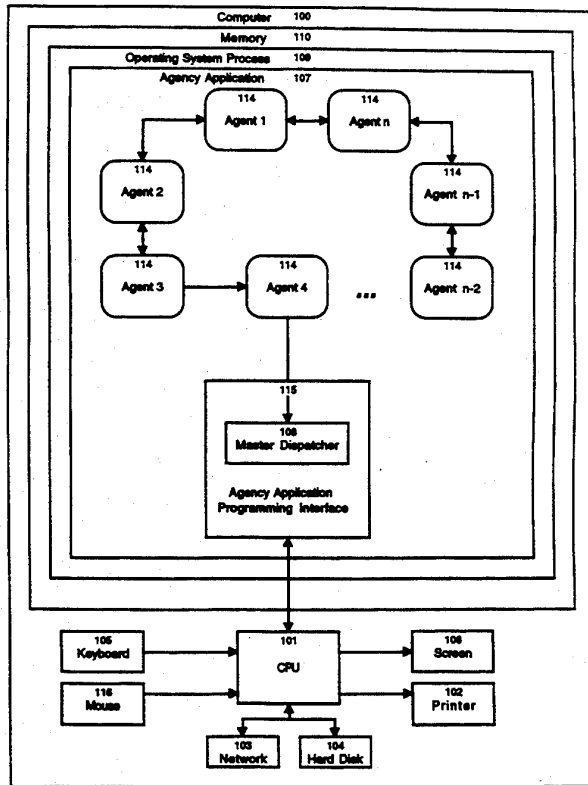 Computer 100
Memory 110
Operating System Process 109
Agency Application 107
114
Agent 1
114
Agent n
114
Agent 2
114
Agent n-1
114
Agent 3
114
Agent 4
...
114
Agent n-2
115
108
Master Dispatcher
Agency Application
Programming Interface
105
Keyboard
101
CPU
106
Screen
116
Mouse
102
Printer
103
Network
104
Hard Disk